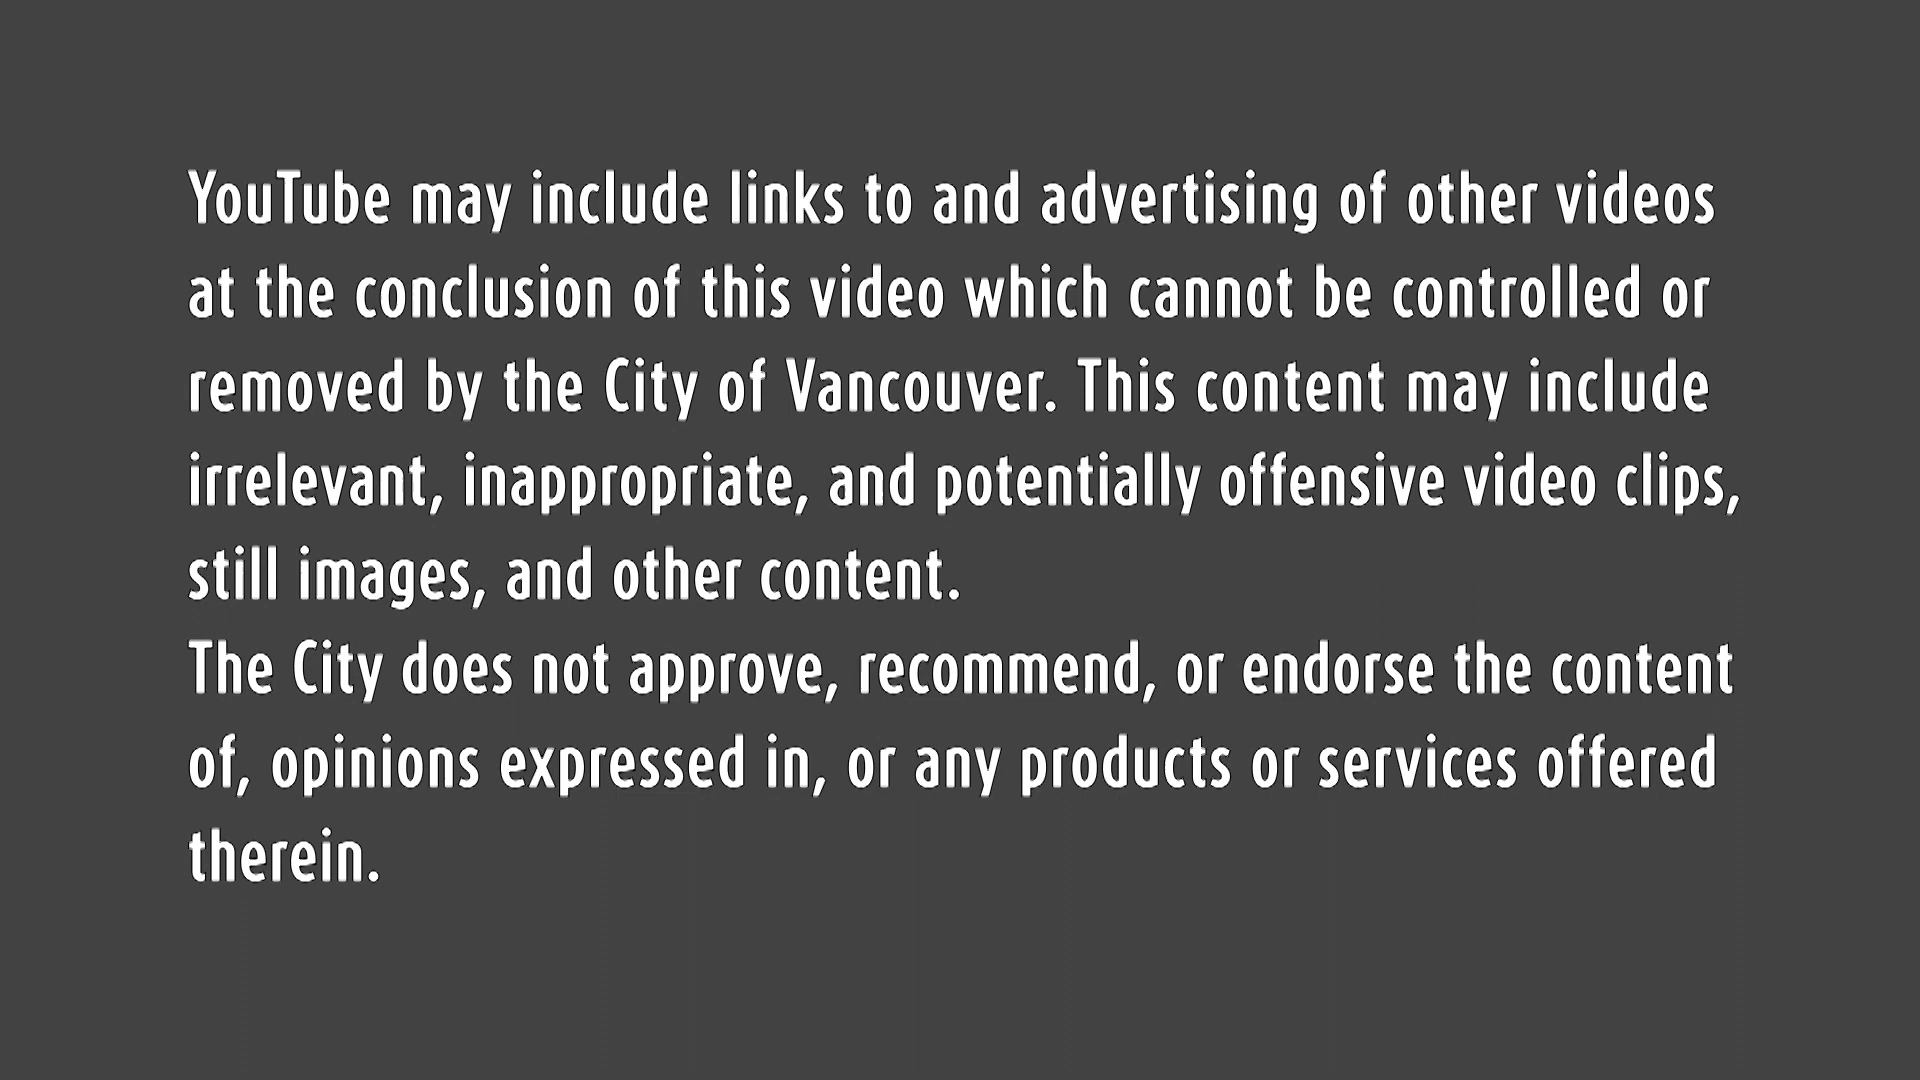 YouTube may include links to and advertising of other videos
at the conclusion of this video which cannot be controlled or
removed by the City of Vancouver. This content may include
irrelevant, inappropriate, and potentially offensive video clips,
still images, and other content.
The City does not approve, recommend, or endorse the content
of, opinions expressed in, or any products or services offered
therein.